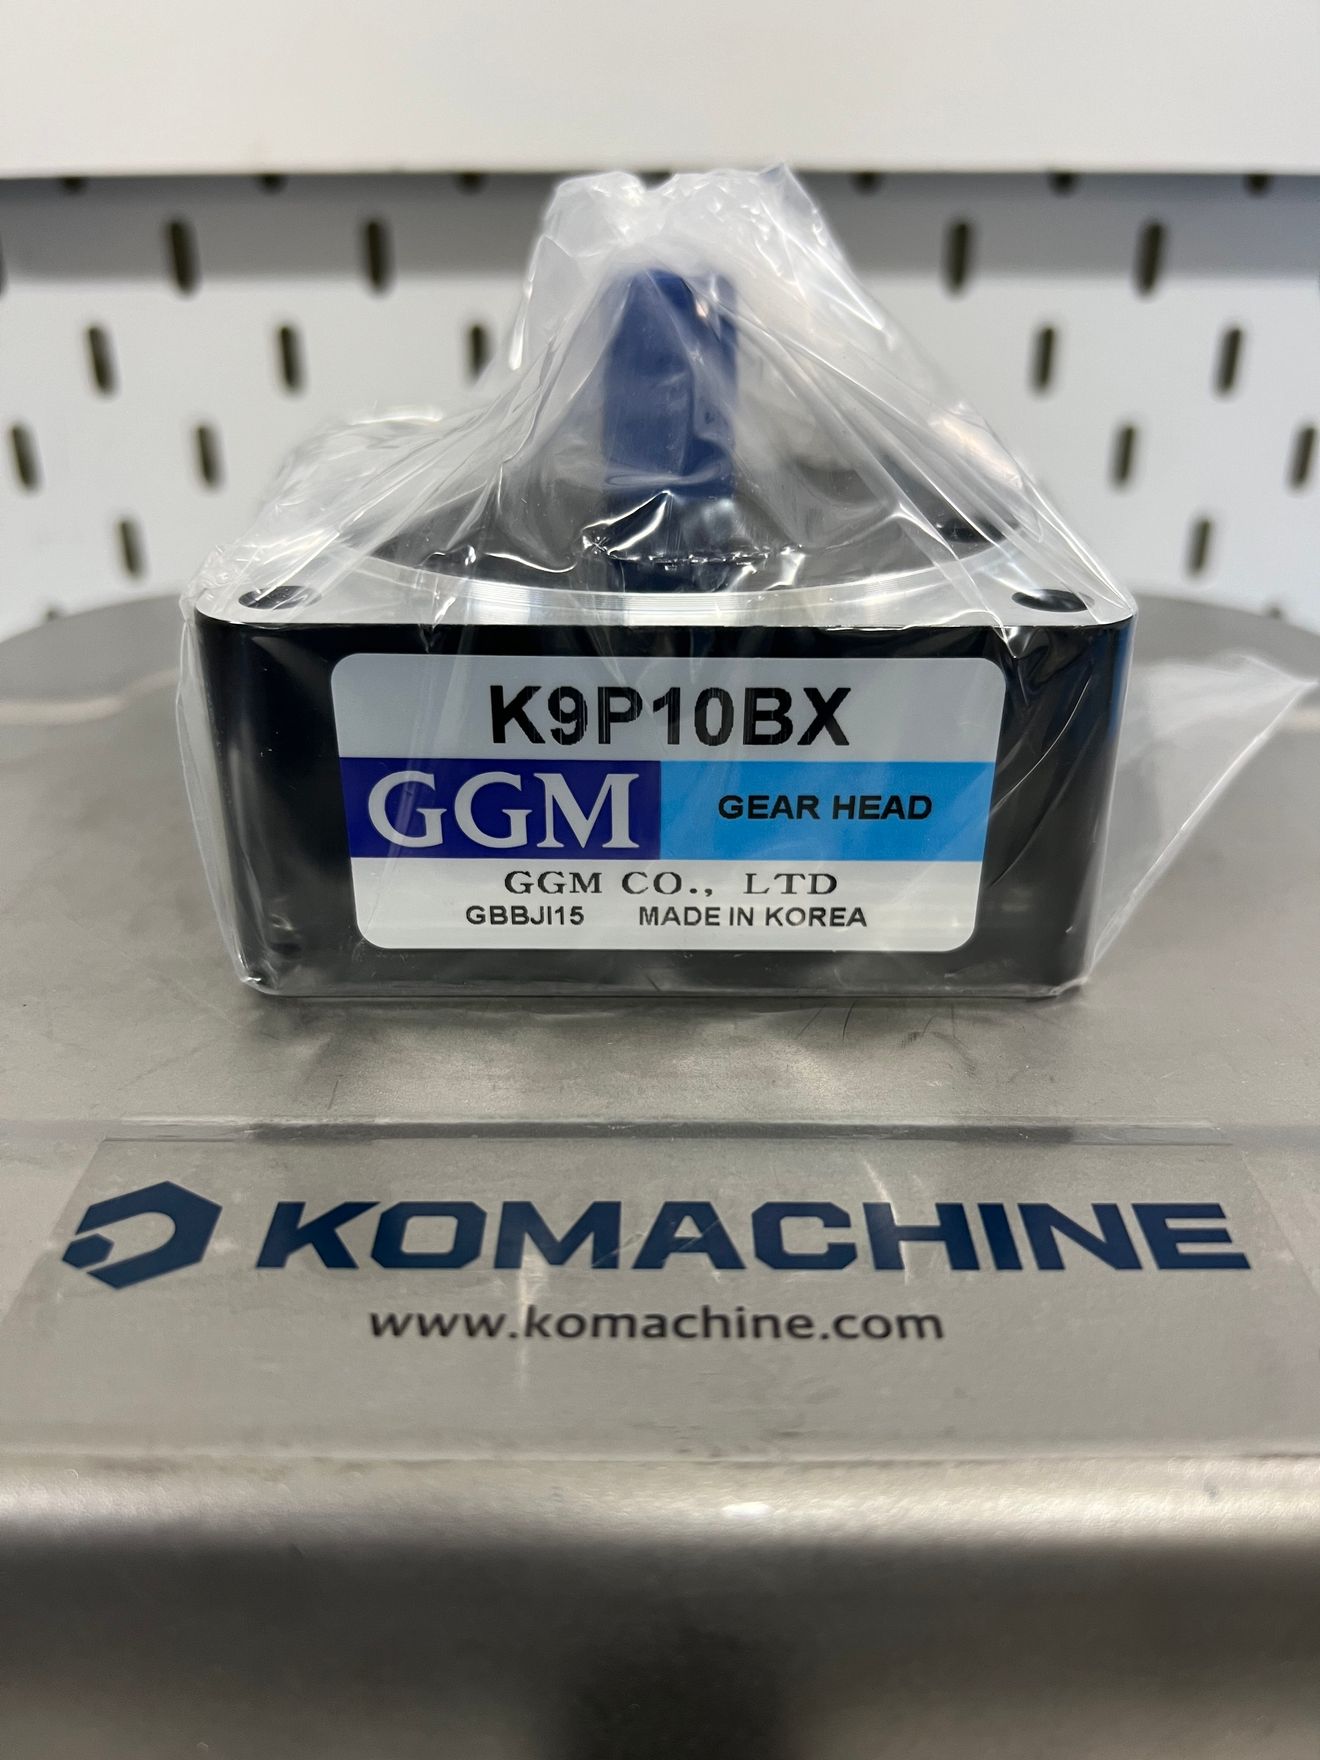 K9P10BX
GGM GEAR HEAD
GGM CO., LTD
GBBJI15 MADE IN KOREA
KOMACHINE
www.komachine.com